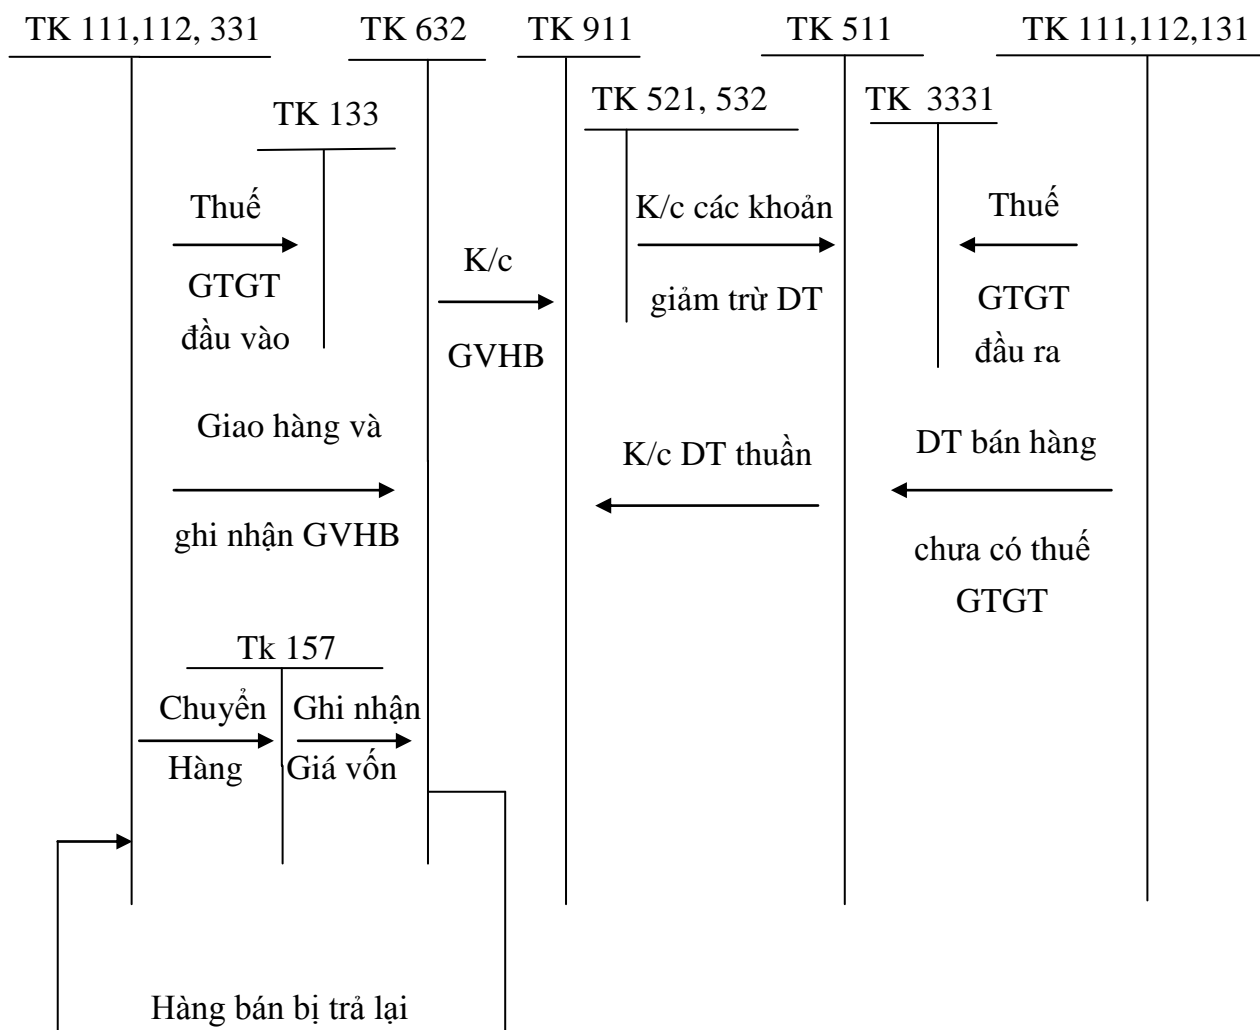 TK 111,112, 331
TK 632
TK 911
TK 511
TK 111,112,131
TK 133
TK 521, 532
TK 3331
Thuế
GTGT
đầu vào
K/c
GVHB
K/c các khoản
giảm trừ DT
Thuế
GTGT
đầu ra
Giao hàng và
ghi nhận GVHB
K/c DT thuần
DT bán hàng
chưa có thuế
GTGT
Tk 157
Chuyển
Hàng
Ghi nhận
Giá vốn
Hàng bán bị trả lại